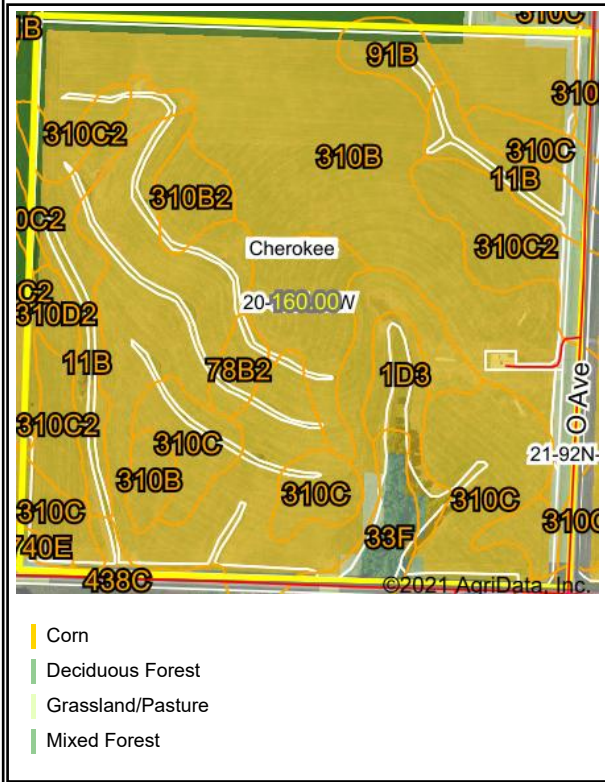 310C
1B
91B
310
310C2
310B
310C
11B
310B2
0C2
310C2
Cherokee
C2
20-160.00W
310D2
11B
78B2
1D3
O Ave
310C2
21-92N-
310C
310B
310C
310C
310C
310C
33F
740E
438C
©2021 AgriData, Inc.
Corn
Deciduous Forest
Grassland/Pasture
Mixed Forest